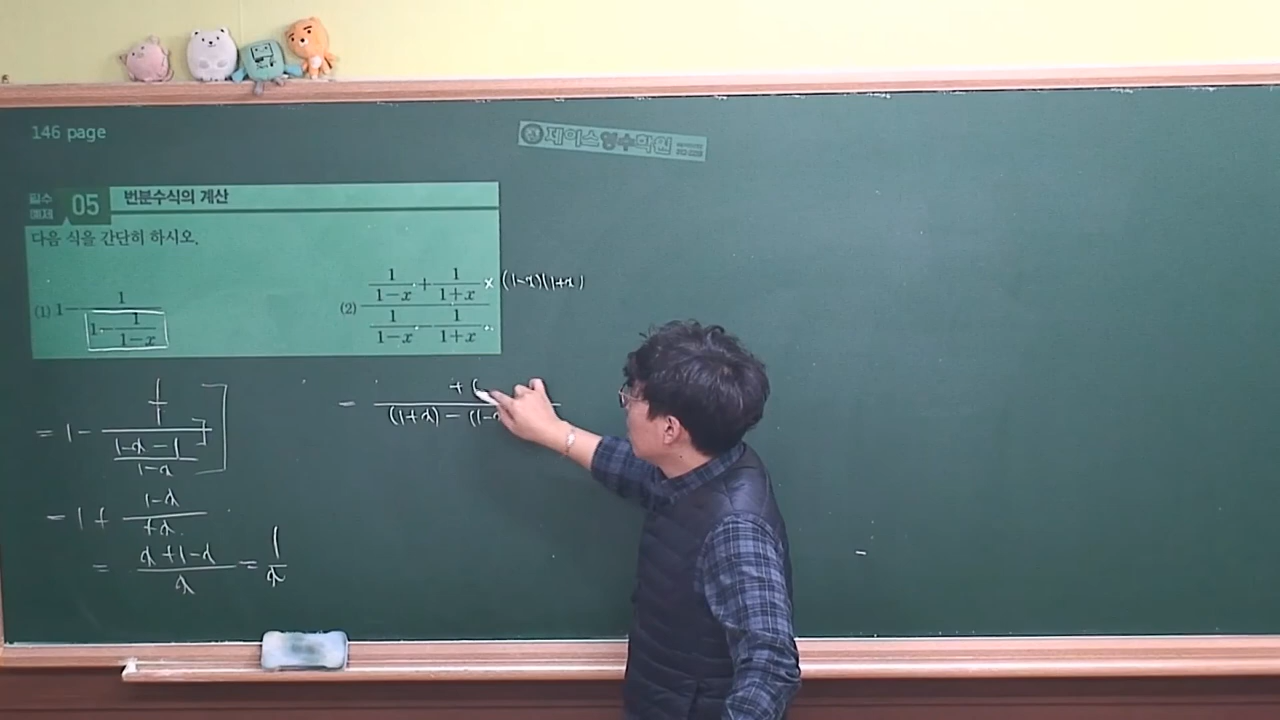 146 page
제이스영수학원
필수 예제 05 번분수식의 계산
다음 식을 간단히 하시오.
(1) 1 - 1/(1 - 1/(1-x))
(2) (1/(1-x) + 1/(1+x))/(1/(1-x) - 1/(1+x)) × (1-x)(1+x)
= 1 - 1/((1-x-1)/(1-x))
= 1 + (1-x)/(+x)
= (x+1-x)/x = 1/x
= + (
(1+x) - (1-